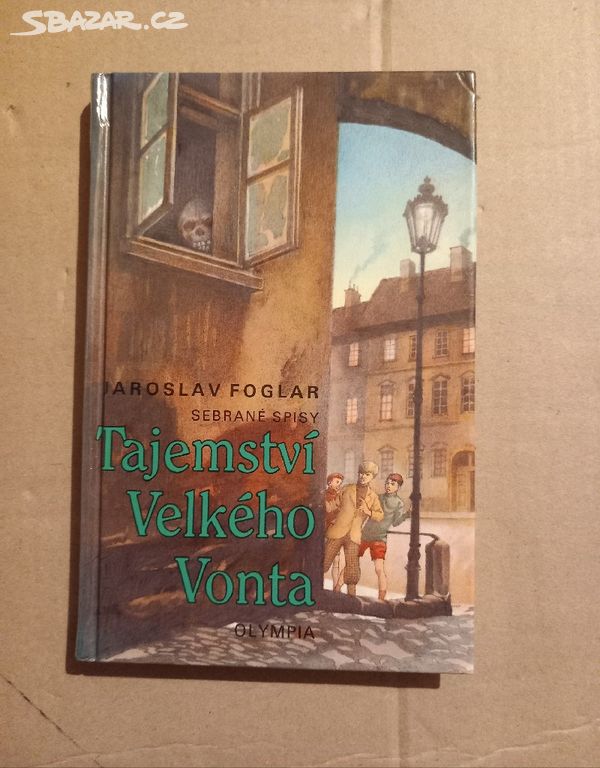 SBAZAR.CZ
JAROSLAV FOGLAR
SEBRANÉ SPISY
Tajemství
Velkého
Vonta
OLYMPIA